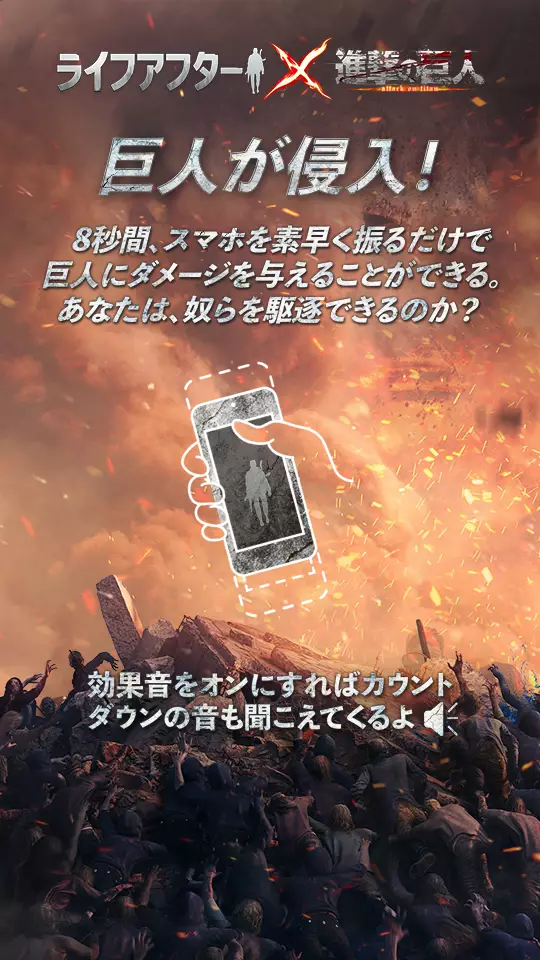 ライフアフター × 進撃の巨人
attack on titan
巨人が侵入！
8秒間、スマホを素早く振るだけで
巨人にダメージを与えることができる。
あなたは、奴らを駆逐できるのか？
効果音をオンにすればカウント
ダウンの音も聞こえてくるよ